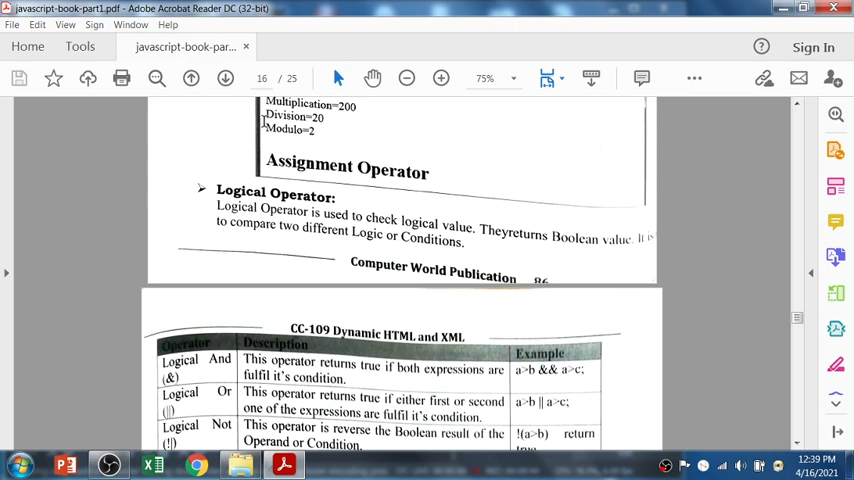 javascript-book-part1.pdf - Adobe Acrobat Reader DC (32-bit)
File Edit View Sign Window Help
Home Tools javascript-book-par... × Sign In
16 / 25 75%
Multiplication=200
Division=20
Modulo=2
Assignment Operator
➢ Logical Operator:
Logical Operator is used to check logical value. Theyreturns Boolean value. It is
to compare two different Logic or Conditions.
Computer World Publication 86
CC-109 Dynamic HTML and XML
Operator Description Example
Logical And This operator returns true if both expressions are a>b && a>c;
(&) fulfil it's condition.
Logical Or This operator returns true if either first or second a>b || a>c;
(||) one of the expressions are fulfil it's condition.
Logical Not This operator is reverse the Boolean result of the !(a>b) return
(!|) Operand or Condition. true
12:39 PM
4/16/2021